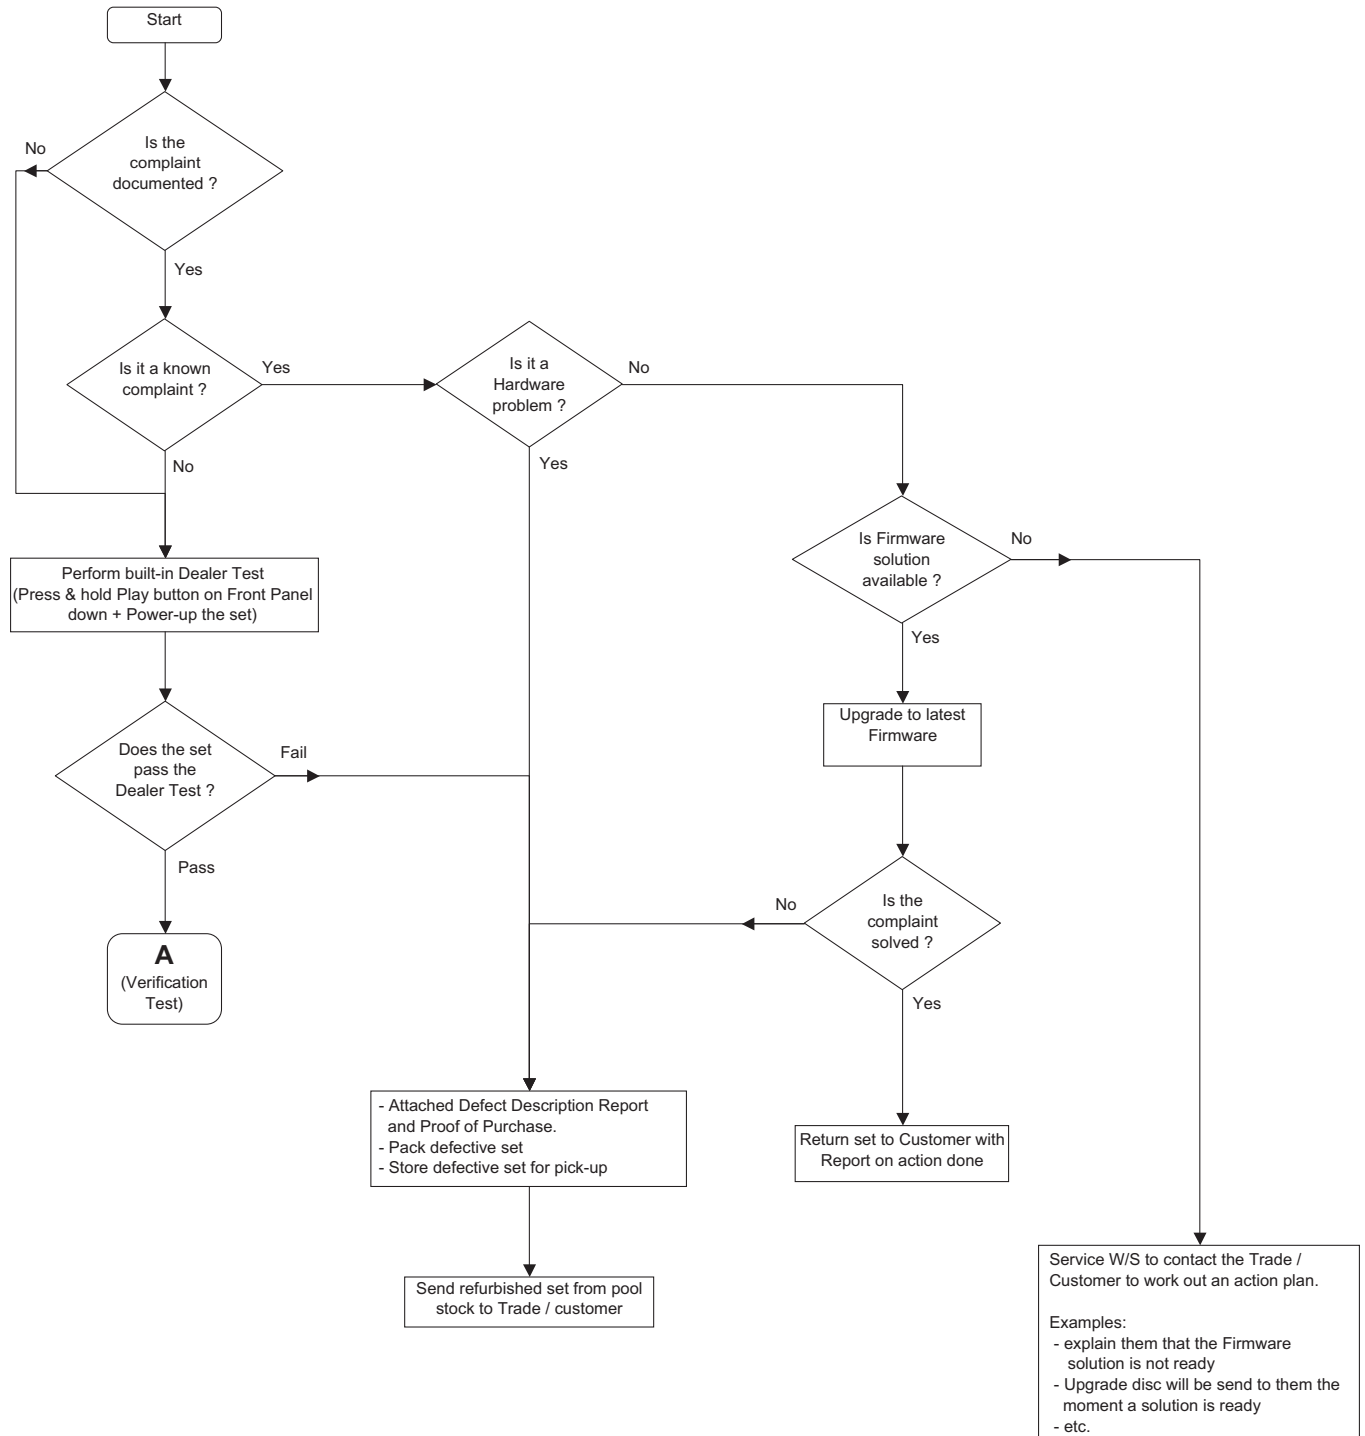 Start
Is the
complaint
documented ?
No
Yes
Is it a known
complaint ?
Yes
No
Is it a
Hardware
problem ?
No
Yes
Is Firmware
solution
available ?
No
Yes
Perform built-in Dealer Test
(Press & hold Play button on Front Panel
down + Power-up the set)
Upgrade to latest
Firmware
Does the set
pass the
Dealer Test ?
Fail
Pass
Is the
complaint
solved ?
No
Yes
A
(Verification
Test)
- Attached Defect Description Report
and Proof of Purchase.
- Pack defective set
- Store defective set for pick-up
Return set to Customer with
Report on action done
Send refurbished set from pool
stock to Trade / customer
Service W/S to contact the Trade /
Customer to work out an action plan.
Examples:
- explain them that the Firmware
solution is not ready
- Upgrade disc will be send to them the
moment a solution is ready
- etc.